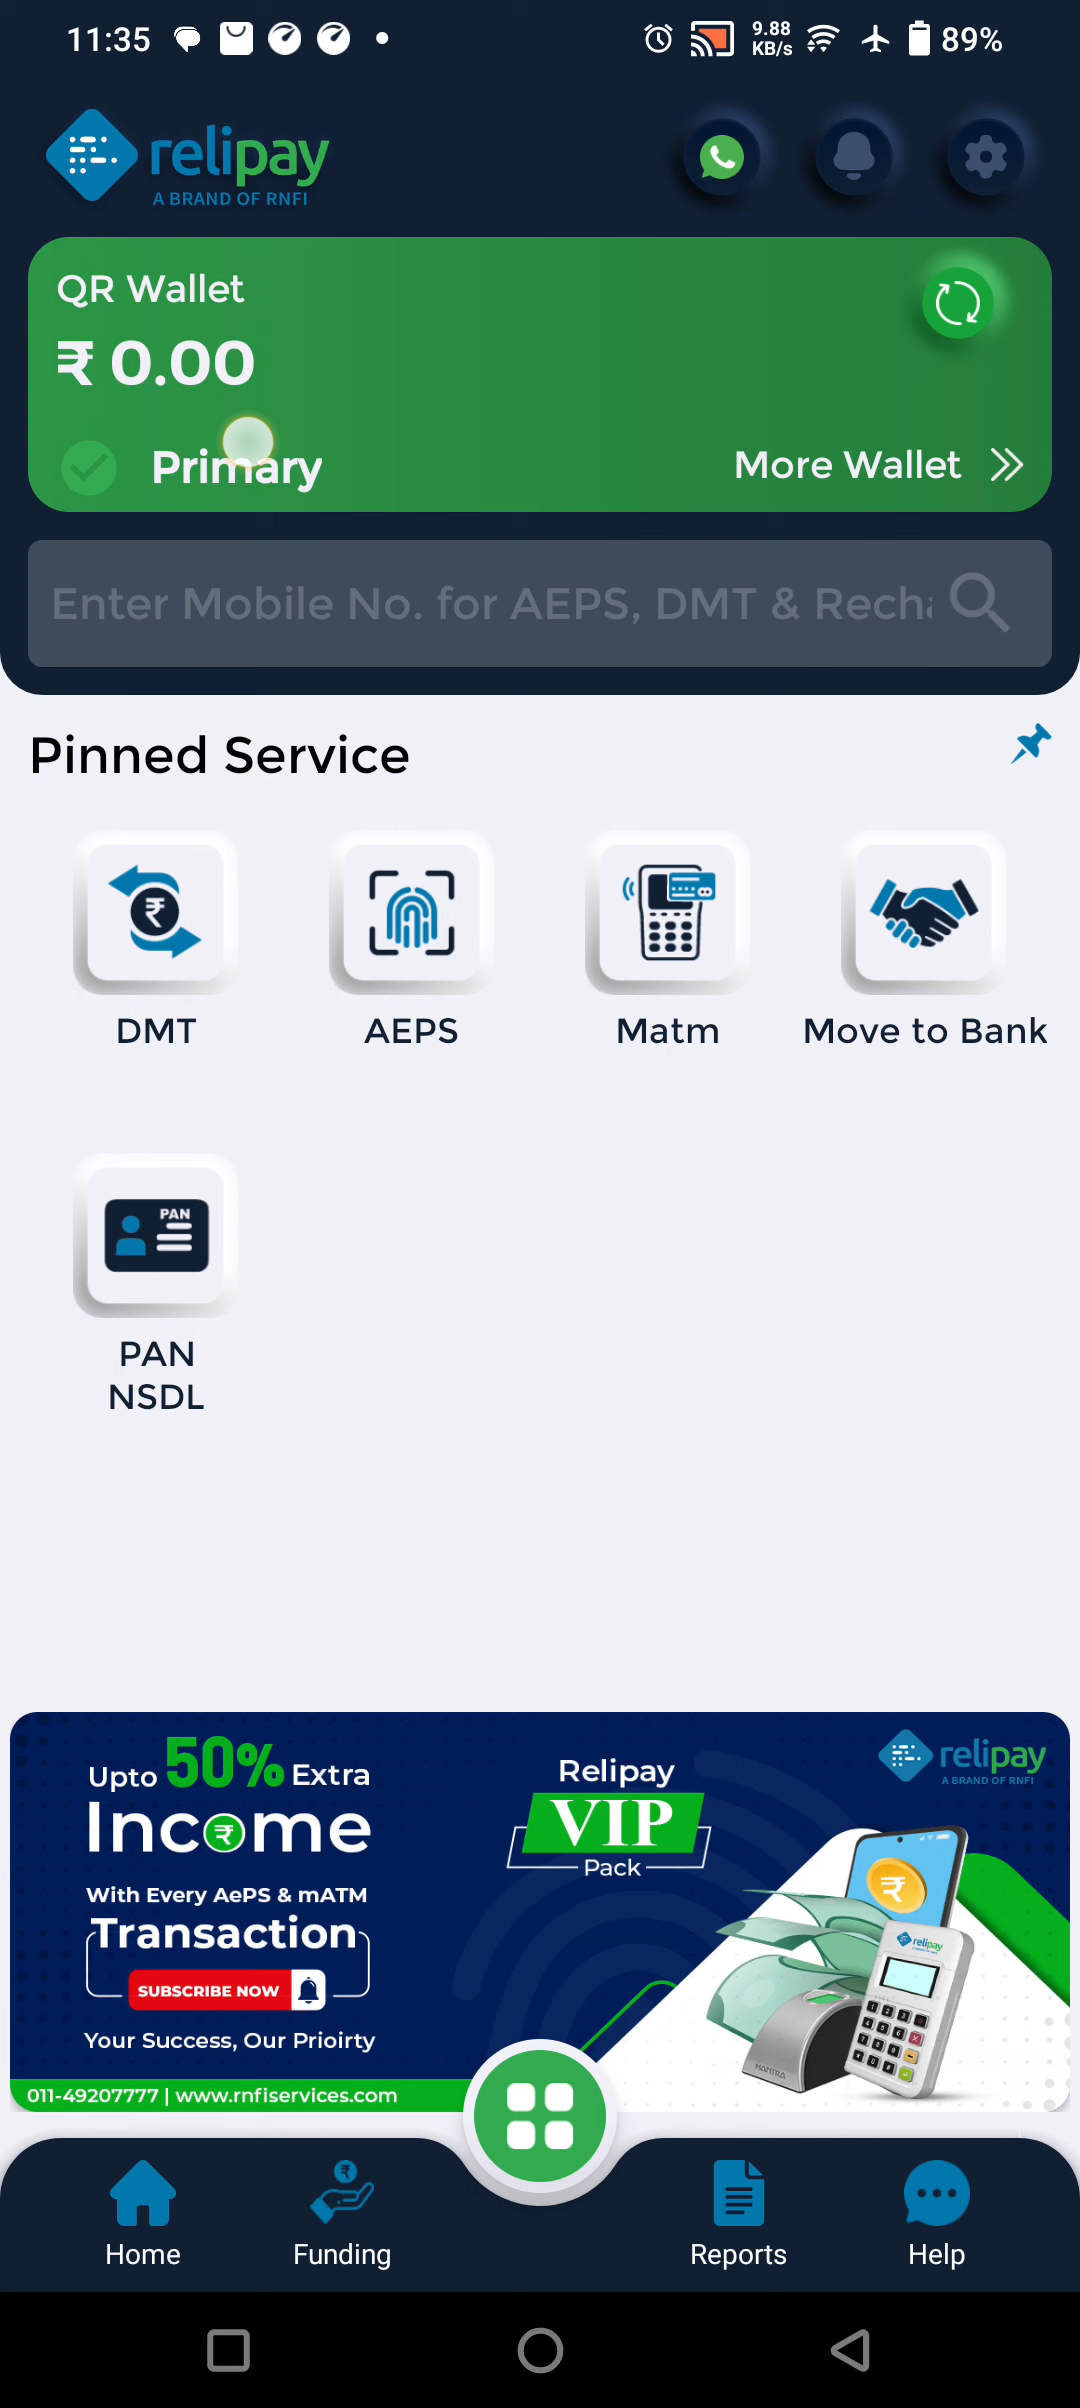 11:35
9.88
KB/s
89%
relipay
A BRAND OF RNFI
QR Wallet
₹ 0.00
Primary
More Wallet
Enter Mobile No. for AEPS, DMT & Recha
Pinned Service
DMT
AEPS
Matm
Move to Bank
PAN
PAN
NSDL
Upto 50% Extra
Income
With Every AePS & mATM
Transaction
SUBSCRIBE NOW
Your Success, Our Prioirty
011-49207777 | www.rnfiservices.com
Relipay
VIP
Pack
relipay
A BRAND OF RNFI
relipay
MANTRA
Home
Funding
Reports
Help